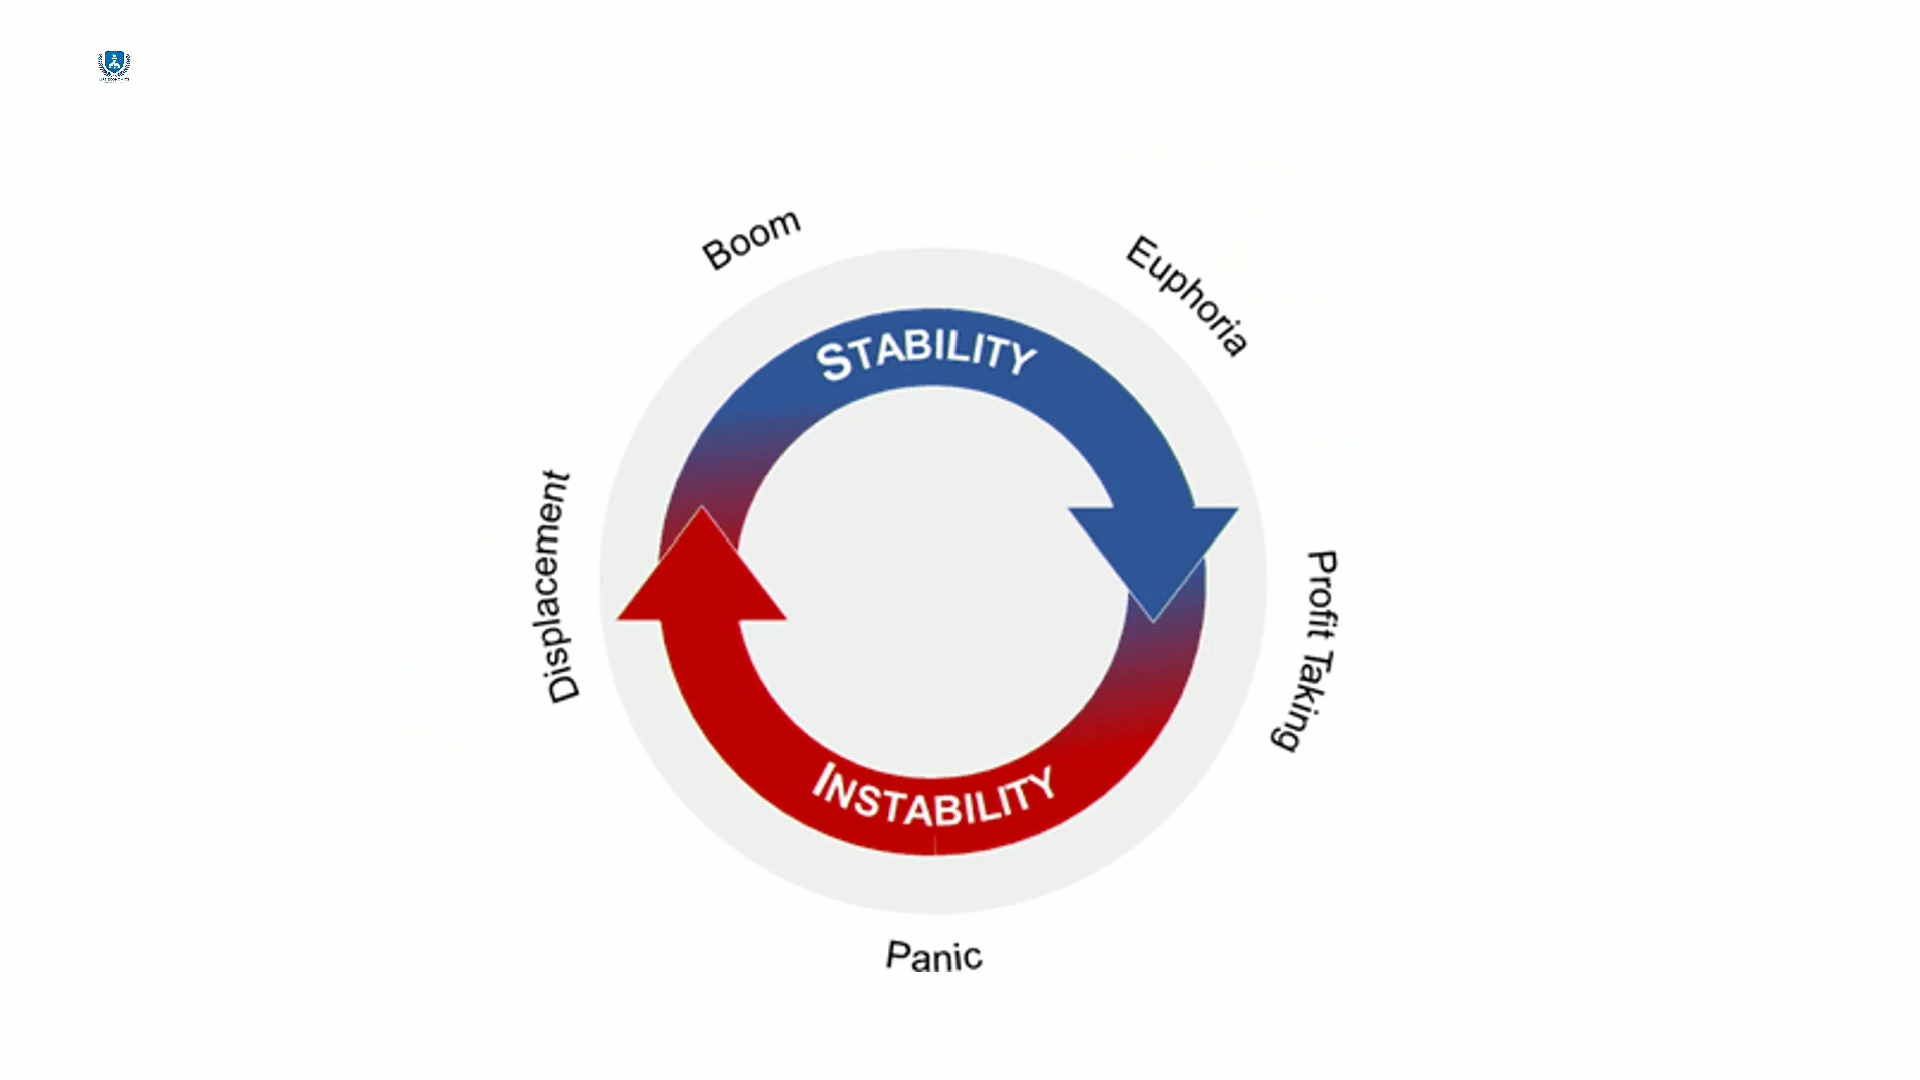 Boom
Euphoria
STABILITY
Displacement
Profit Taking
INSTABILITY
Panic